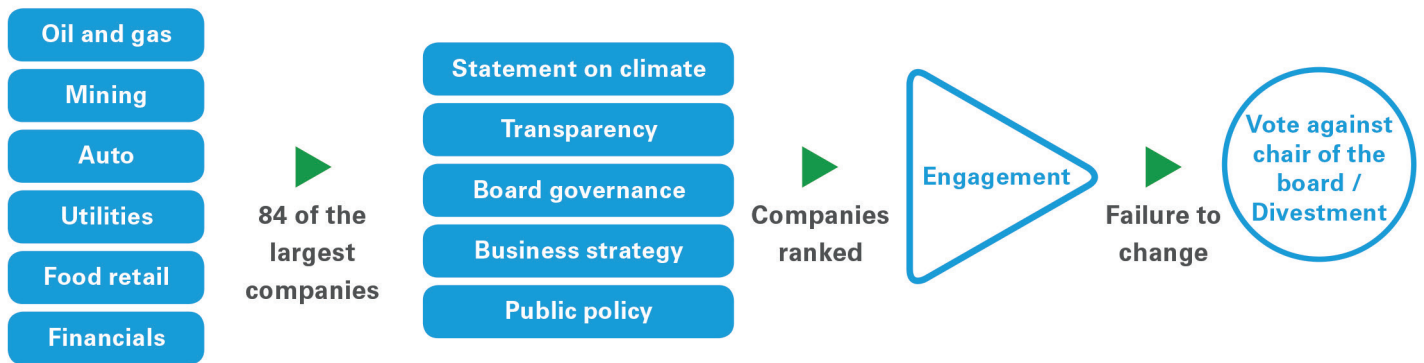 Oil and gas
Mining
Auto
Utilities
Food retail
Financials
84 of the
largest
companies
Statement on climate
Transparency
Board governance
Business strategy
Public policy
Companies
ranked
Engagement
Failure to
change
Vote against
chair of the
board /
Divestment